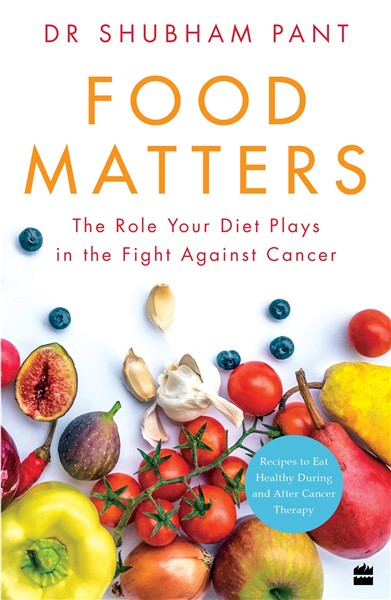 DR SHUBHAM PANT
FOOD
MATTERS
The Role Your Diet Plays
in the Fight Against Cancer
Recipes to Eat
Healthy During
and After Cancer
Therapy